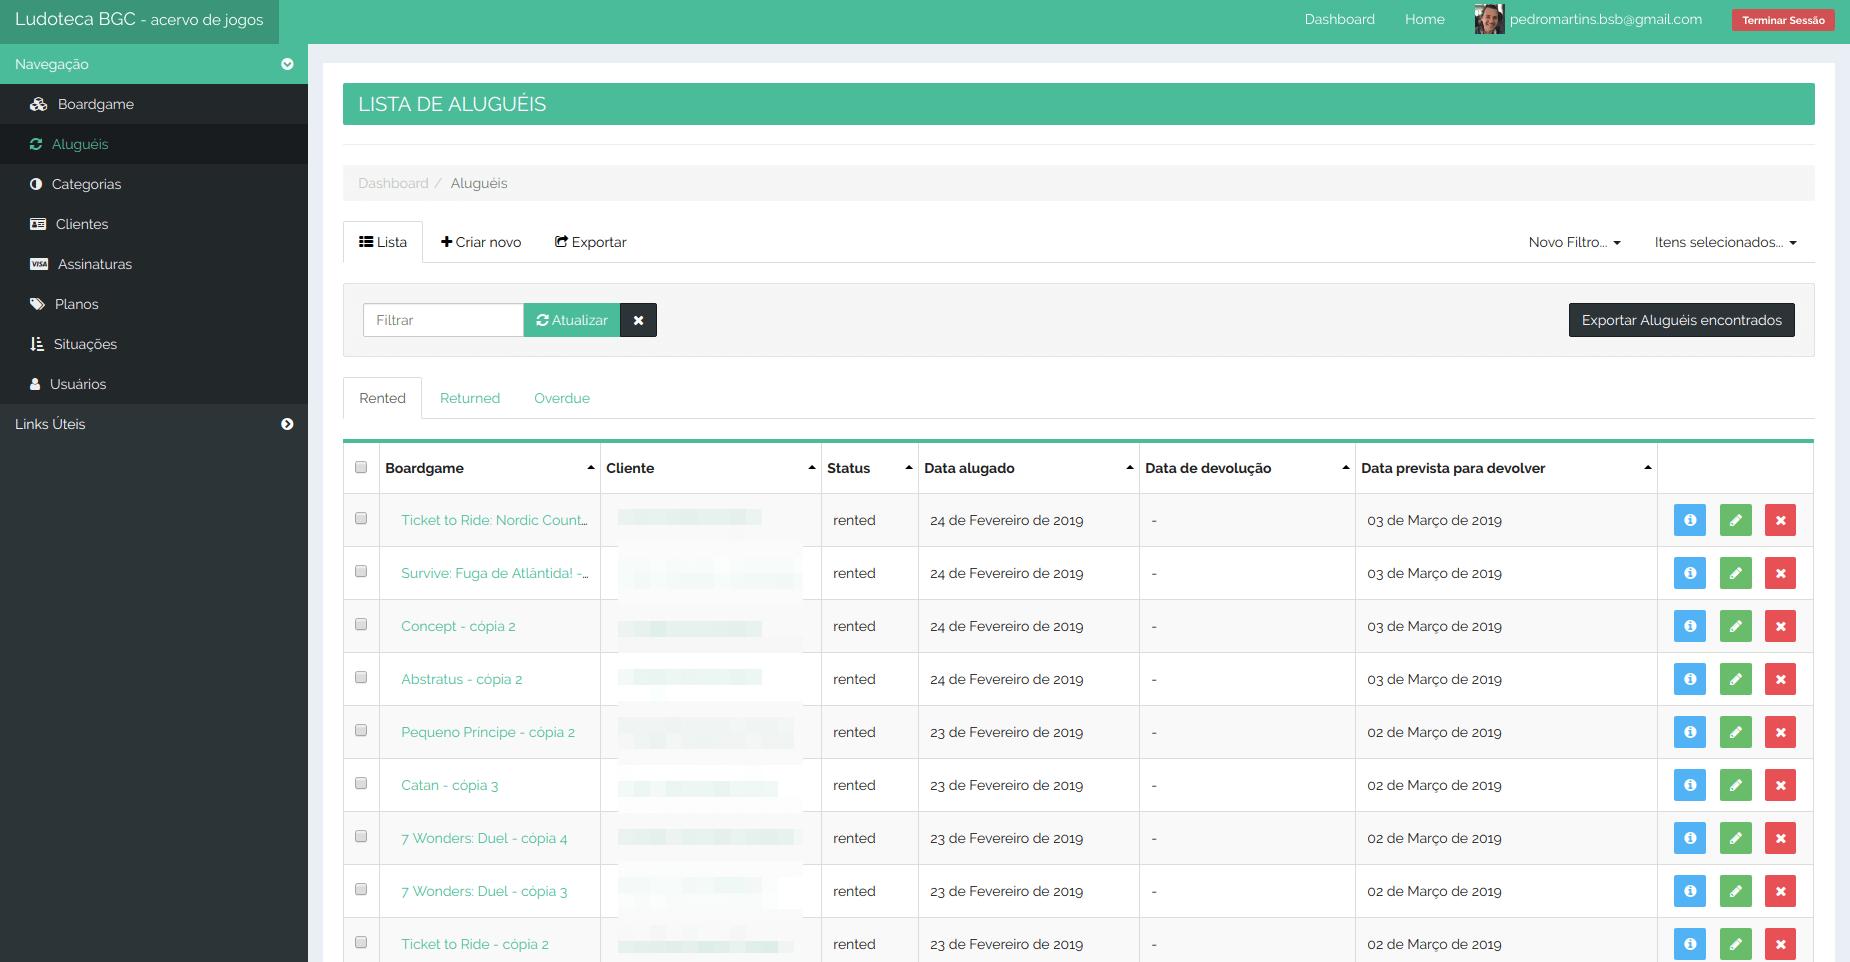 Ludoteca BGC - acervo de jogos
Dashboard Home pedromartins.bsb@gmail.com Terminar Sessão
Navegação
Boardgame
Aluguéis
Categorias
Clientes
VISA Assinaturas
Planos
Situações
Usuários
Links Úteis
LISTA DE ALUGUÉIS
Dashboard / Aluguéis
Lista Criar novo Exportar Novo Filtro... Itens selecionados...
Filtrar Atualizar Exportar Aluguéis encontrados
Rented Returned Overdue
Boardgame Cliente Status Data alugado Data de devolução Data prevista para devolver
Ticket to Ride: Nordic Count... rented 24 de Fevereiro de 2019 - 03 de Março de 2019
Survive: Fuga de Atlântida! -... rented 24 de Fevereiro de 2019 - 03 de Março de 2019
Concept - cópia 2 rented 24 de Fevereiro de 2019 - 03 de Março de 2019
Abstratus - cópia 2 rented 24 de Fevereiro de 2019 - 03 de Março de 2019
Pequeno Príncipe - cópia 2 rented 23 de Fevereiro de 2019 - 02 de Março de 2019
Catan - cópia 3 rented 23 de Fevereiro de 2019 - 02 de Março de 2019
7 Wonders: Duel - cópia 4 rented 23 de Fevereiro de 2019 - 02 de Março de 2019
7 Wonders: Duel - cópia 3 rented 23 de Fevereiro de 2019 - 02 de Março de 2019
Ticket to Ride - cópia 2 rented 23 de Fevereiro de 2019 - 02 de Março de 2019